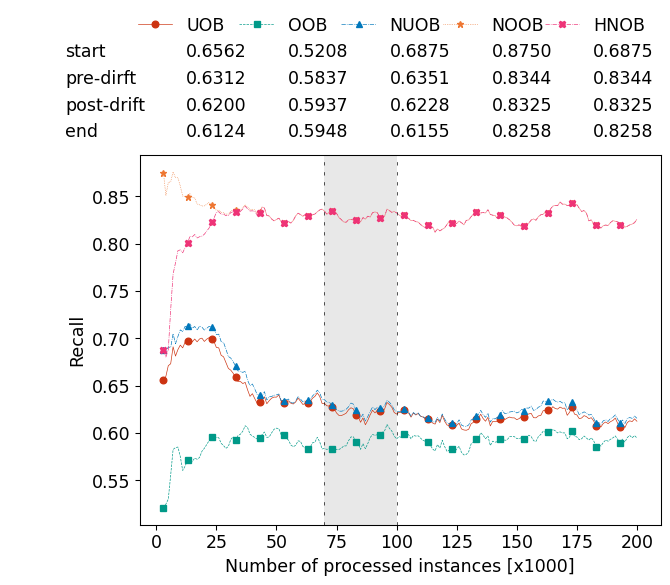 UOB OOB NUOB NOOB HNOB
start 0.6562 0.5208 0.6875 0.8750 0.6875
pre-dirft 0.6312 0.5837 0.6351 0.8344 0.8344
post-drift 0.6200 0.5937 0.6228 0.8325 0.8325
end 0.6124 0.5948 0.6155 0.8258 0.8258
0.85
0.80
0.70
0.65
0.60
0.55
Recall
0 25 50 75 100 125 150 175 200
Number of processed instances [x1000]